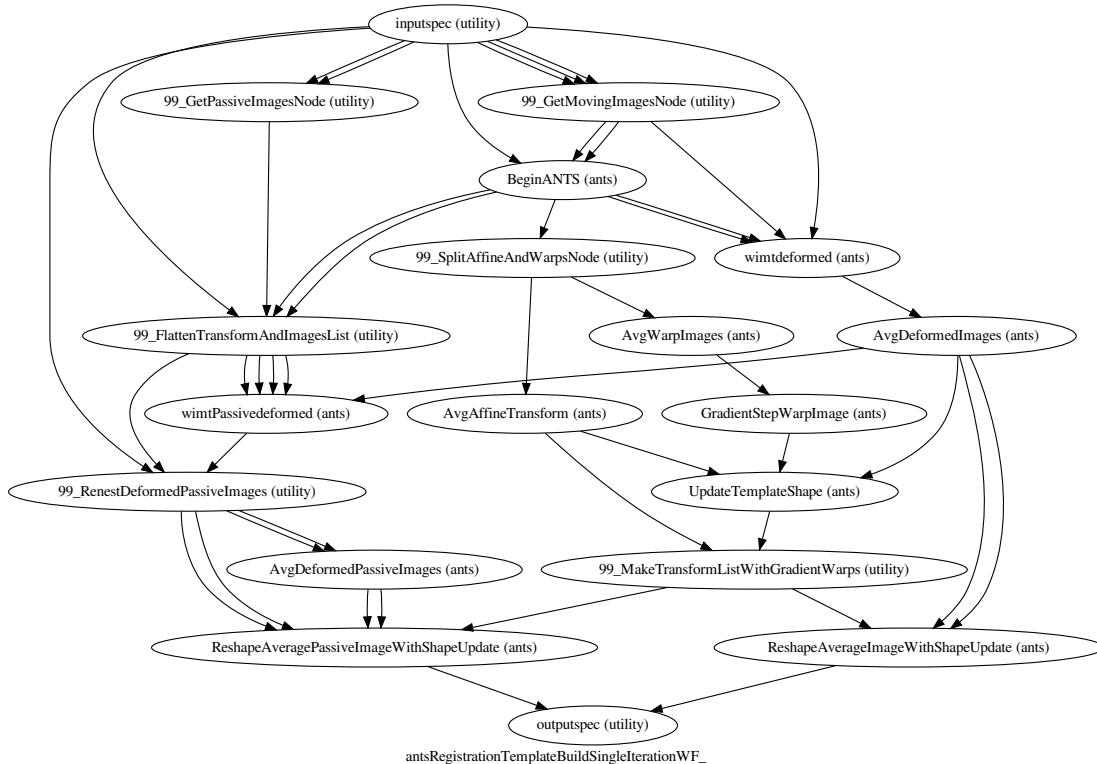 inputspec (utility)
99_GetPassiveImagesNode (utility)
99_GetMovingImagesNode (utility)
BeginANTS (ants)
99_SplitAffineAndWarpsNode (utility)
wimtdeformed (ants)
99_FlattenTransformAndImagesList (utility)
AvgWarpImages (ants)
AvgDeformedImages (ants)
wimtPassivedeformed (ants)
AvgAffineTransform (ants)
GradientStepWarpImage (ants)
99_RenestDeformedPassiveImages (utility)
UpdateTemplateShape (ants)
AvgDeformedPassiveImages (ants)
99_MakeTransformListWithGradientWarps (utility)
ReshapeAveragePassiveImageWithShapeUpdate (ants)
ReshapeAverageImageWithShapeUpdate (ants)
outputspec (utility)
antsRegistrationTemplateBuildSingleIterationWF_